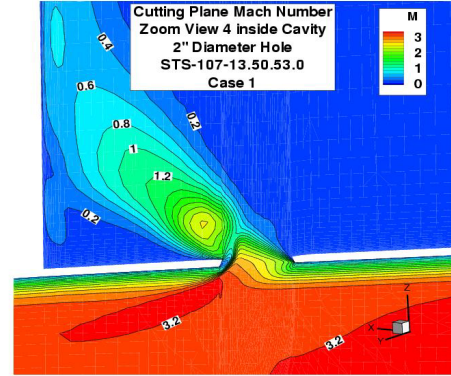 Cutting Plane Mach Number
Zoom View 4 inside Cavity
2" Diameter Hole
STS-107-13.50.53.0
Case 1
M
3
2
1
0
0.4
0.6
0.2
0.8
1
1.2
0.2
3.2
3.2
Z
X
Y